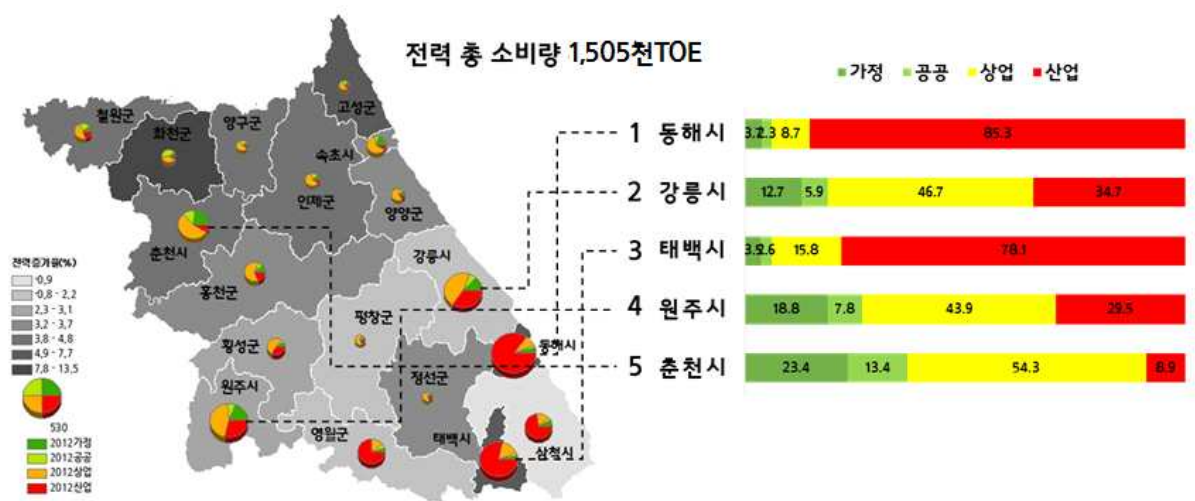 전력 총 소비량 1,505천TOE
가정 공공 상업 산업
철원군
화천군
양구군
고성군
속초시
인제군
양양군
춘천시
홍천군
강릉시
평창군
횡성군
동해시
정선군
원주시
영월군
태백시
삼척시
전력증가율(%)
-0,9
-0,8 - 2,2
2,3 - 3,1
3,2 - 3,7
3,8 - 4,8
4,9 - 7,7
7,8 - 13,5
530
2012가정
2012공공
2012상업
2012산업
1 동해시 3.7 2.3 8.7 85.3
2 강릉시 12.7 5.9 46.7 34.7
3 태백시 3.5 2.6 15.8 78.1
4 원주시 18.8 7.8 43.9 29.5
5 춘천시 23.4 13.4 54.3 8.9